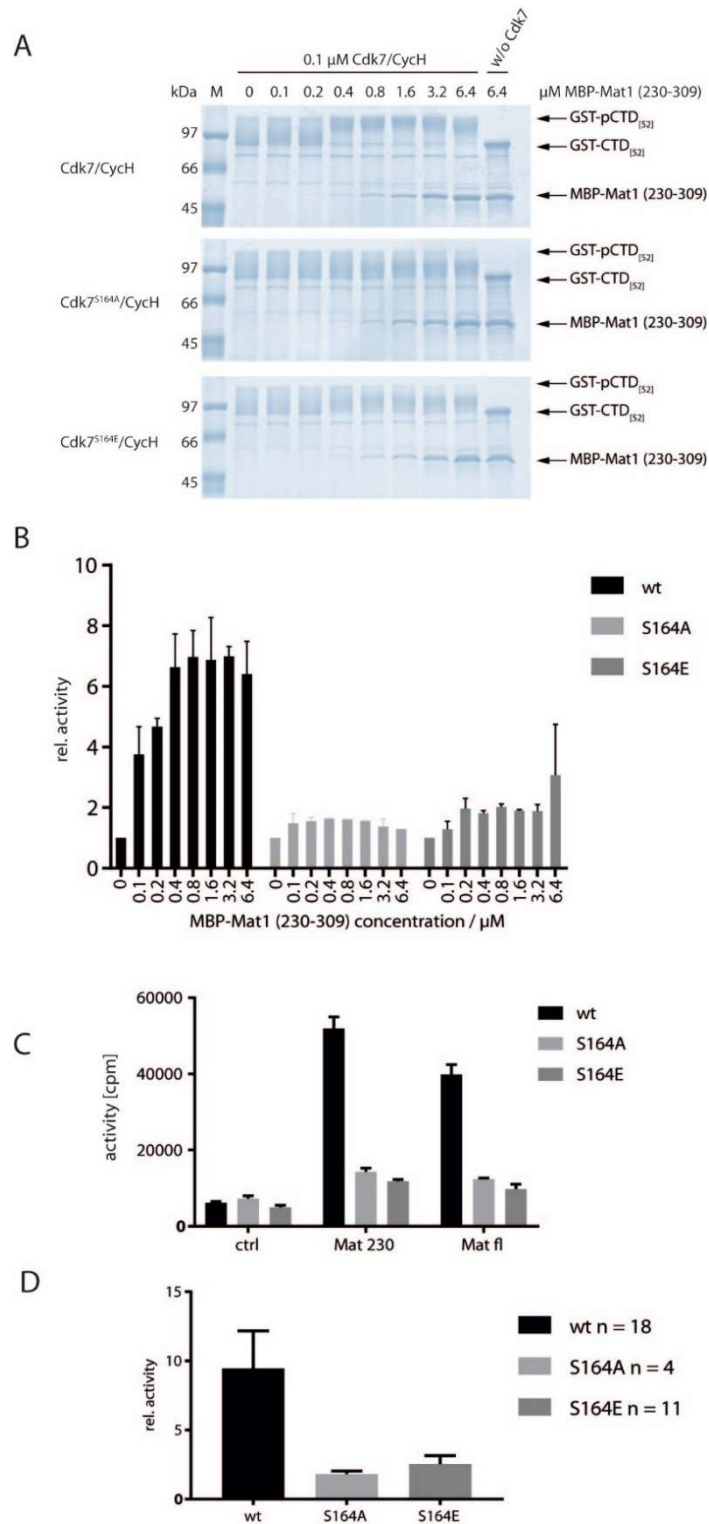 A
0.1 µM Cdk7/CycH
w/o Cdk7
kDa M 0 0.1 0.2 0.4 0.8 1.6 3.2 6.4 6.4 µM MBP-Mat1 (230-309)
Cdk7/CycH
97
66
45
GST-pCTD[52]
GST-CTD[52]
MBP-Mat1 (230-309)
Cdk7S164A/CycH
97
66
45
GST-pCTD[52]
GST-CTD[52]
MBP-Mat1 (230-309)
Cdk7S164E/CycH
97
66
45
GST-pCTD[52]
GST-CTD[52]
MBP-Mat1 (230-309)
B
rel. activity
10
8
6
4
2
0
wt
S164A
S164E
0 0.1 0.2 0.4 0.8 1.6 3.2 6.4 0 0.1 0.2 0.4 0.8 1.6 3.2 6.4 0 0.1 0.2 0.4 0.8 1.6 3.2 6.4
MBP-Mat1 (230-309) concentration / µM
C
activity [cpm]
60000
40000
20000
0
wt
S164A
S164E
ctrl Mat 230 Mat fl
D
rel. activity
15
10
5
0
wt n = 18
S164A n = 4
S164E n = 11
wt S164A S164E